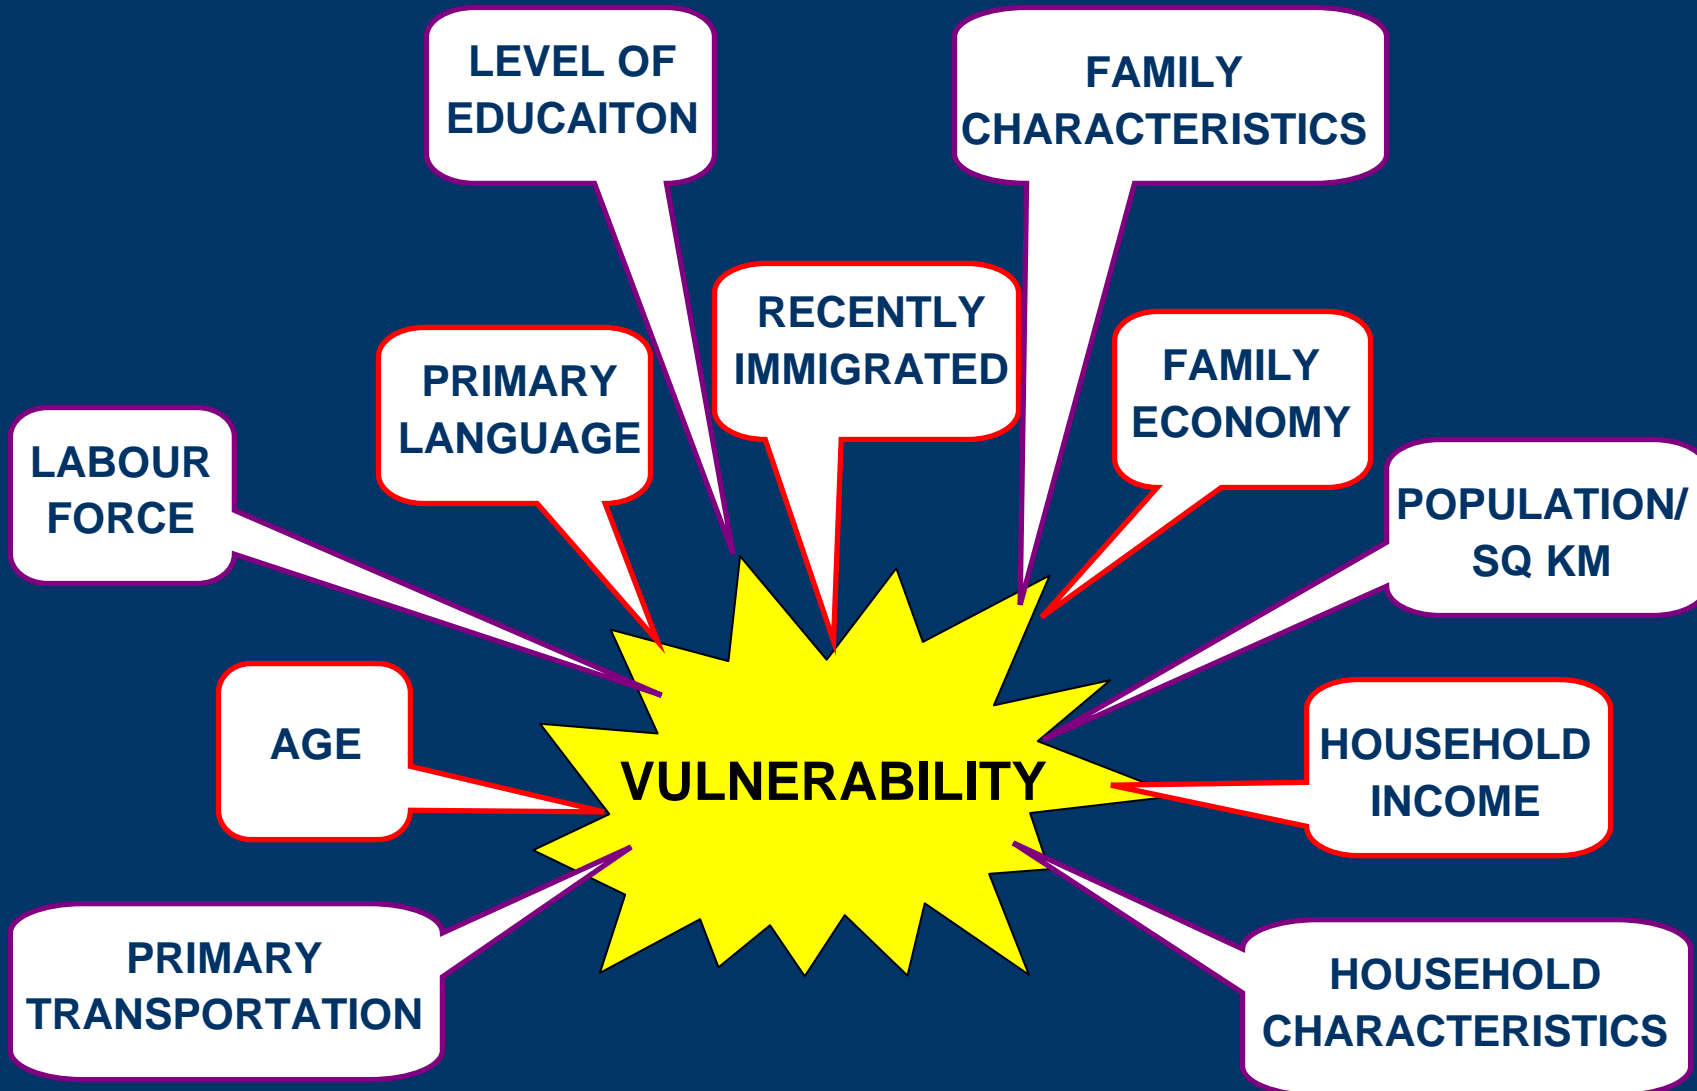 LEVEL OF
EDUCAITON
FAMILY
CHARACTERISTICS
RECENTLY
IMMIGRATED
PRIMARY
LANGUAGE
FAMILY
ECONOMY
LABOUR
FORCE
POPULATION/
SQ KM
AGE
VULNERABILITY
HOUSEHOLD
INCOME
PRIMARY
TRANSPORTATION
HOUSEHOLD
CHARACTERISTICS